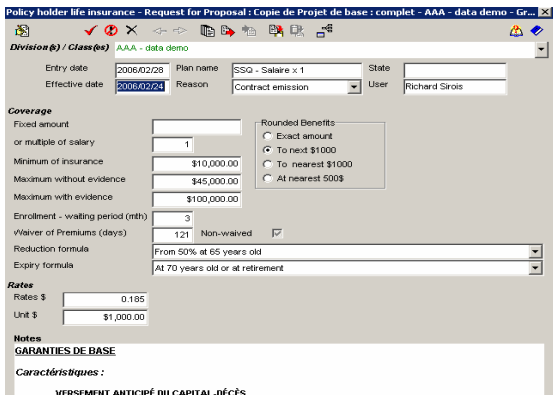 Policy holder life insurance - Request for Proposal : Copie de Projet de base : complet - AAA - data demo - Gr...
Division(s) / Class(es) AAA - data demo
Entry date 2006/02/28 Plan name SSQ - Salaire x 1 State
Effective date 2006/02/24 Reason Contract emission User Richard Sirois
Coverage
Fixed amount Rounded Benefits
Exact amount
or multiple of salary 1 To next $1000
Minimum of insurance $10,000.00 To nearest $1000
Maximum without evidence $45,000.00 At nearest 500$
Maximum with evidence $100,000.00
Enrollment - waiting period (mth) 3
Waiver of Premiums (days) 121 Non-waived
Reduction formula From 50% at 65 years old
Expiry formula At 70 years old or at retirement
Rates
Rates $ 0.185
Unit $ $1,000.00
Notes
GARANTIES DE BASE
Caractéristiques :
VERSEMENT ANTICIPÉ DU CAPITAL-DÉCÈS